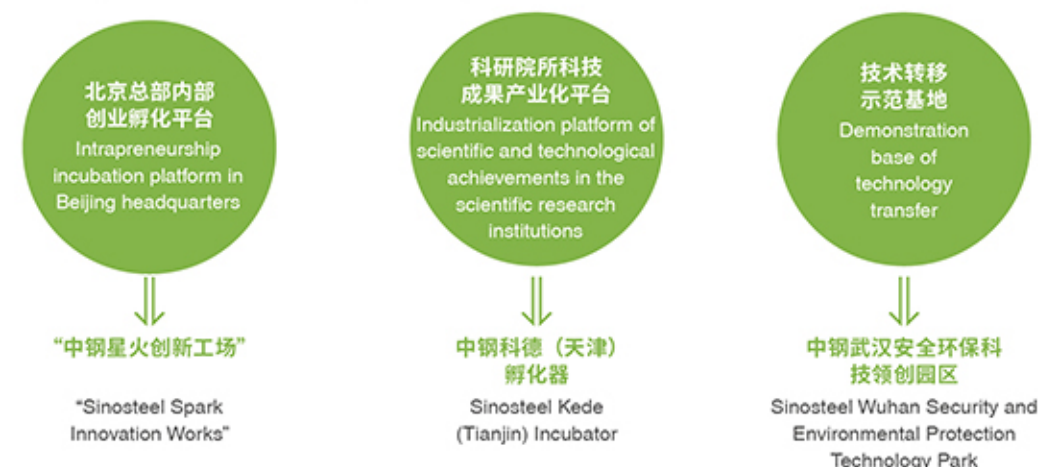 北京总部内部
创业孵化平台
Intrapreneurship
incubation platform in
Beijing headquarters
“中钢星火创新工场”
“Sinosteel Spark
Innovation Works”
科研院所科技
成果产业化平台
Industrialization platform of
scientific and technological
achievements in the
scientific research
institutions
中钢科德（天津）
孵化器
Sinosteel Kede
(Tianjin) Incubator
技术转移
示范基地
Demonstration
base of
technology
transfer
中钢武汉安全环保科
技领创园区
Sinosteel Wuhan Security and
Environmental Protection
Technology Park